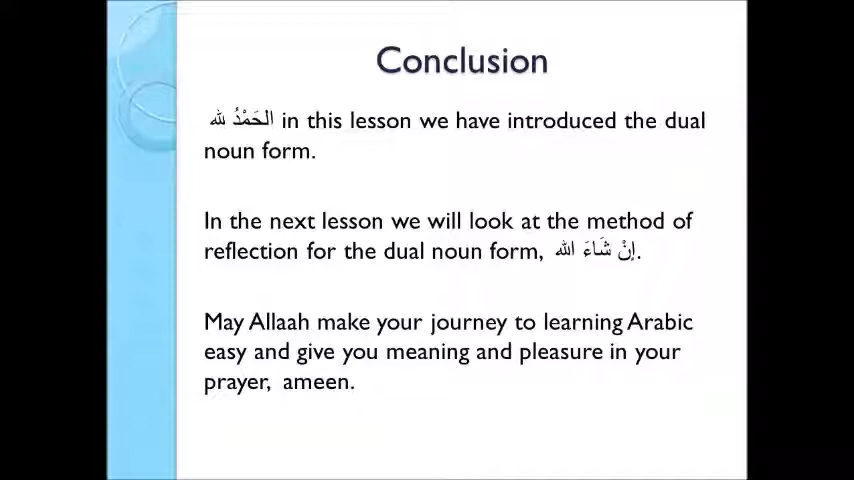 Conclusion
الحَمْدُ لله in this lesson we have introduced the dual
noun form.
In the next lesson we will look at the method of
reflection for the dual noun form, إنْ شَاءَ الله.
May Allaah make your journey to learning Arabic
easy and give you meaning and pleasure in your
prayer, ameen.